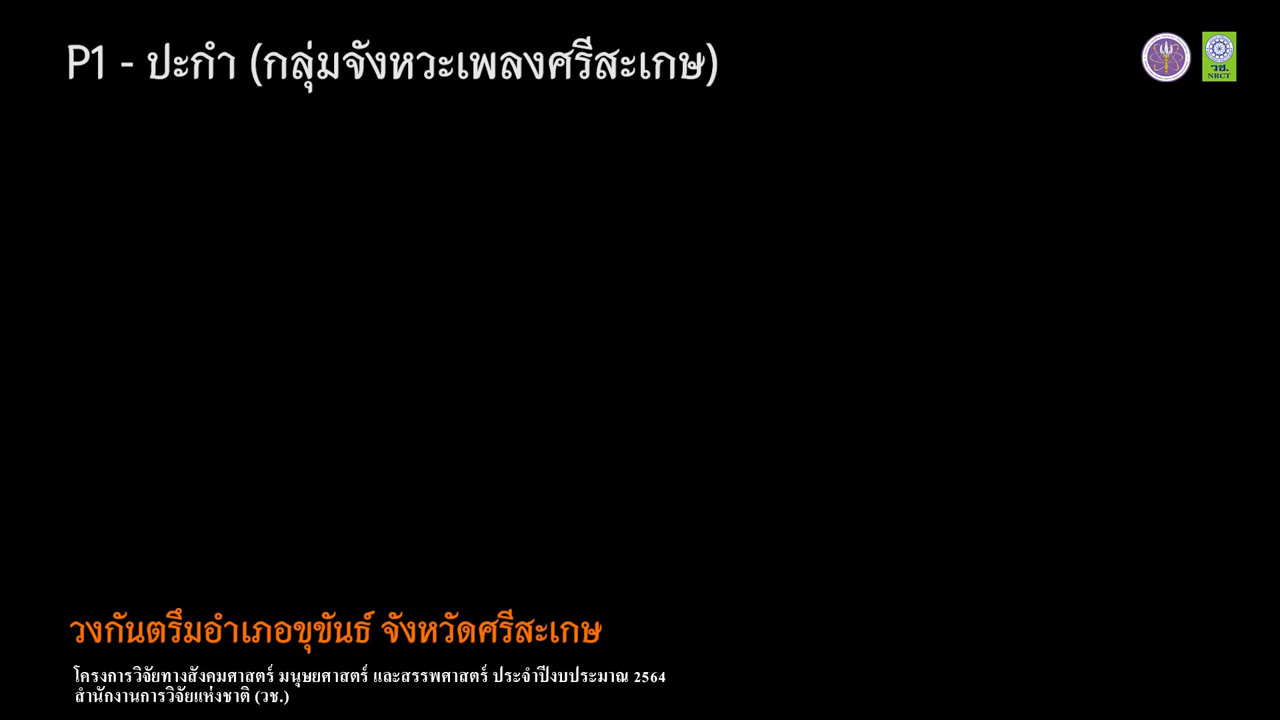 P1 - ปะกำ (กลุ่มจังหวะเพลงศรีสะเกษ)
วช.
NRCT
วงกันตรึมอำเภอขุขันธ์ จังหวัดศรีสะเกษ
โครงการวิจัยทางสังคมศาสตร์ มนุษยศาสตร์ และสรรพศาสตร์ ประจำปีงบประมาณ 2564
สำนักงานการวิจัยแห่งชาติ (วช.)